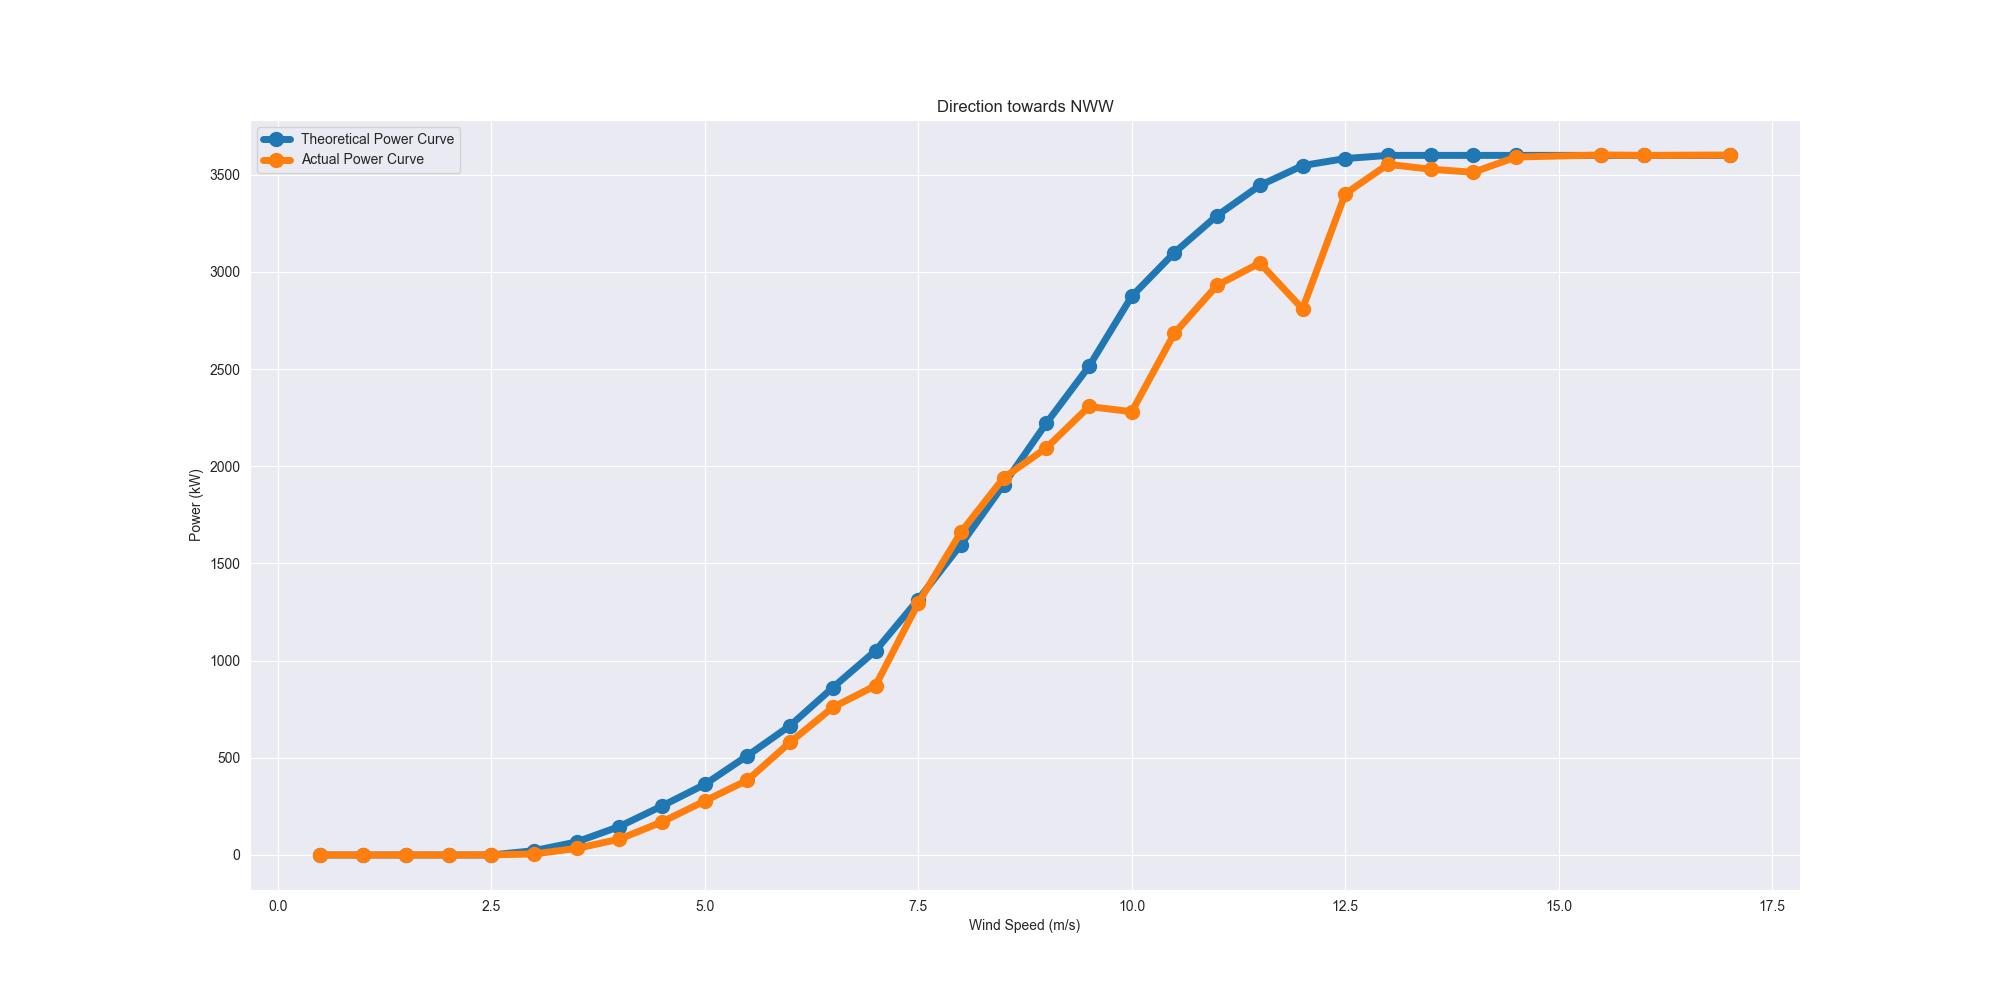 Direction towards NWW
Theoretical Power Curve
Actual Power Curve
3500
3000
2500
2000
1500
1000
500
0
Power (kW)
0.0 2.5 5.0 7.5 10.0 12.5 15.0 17.5
Wind Speed (m/s)